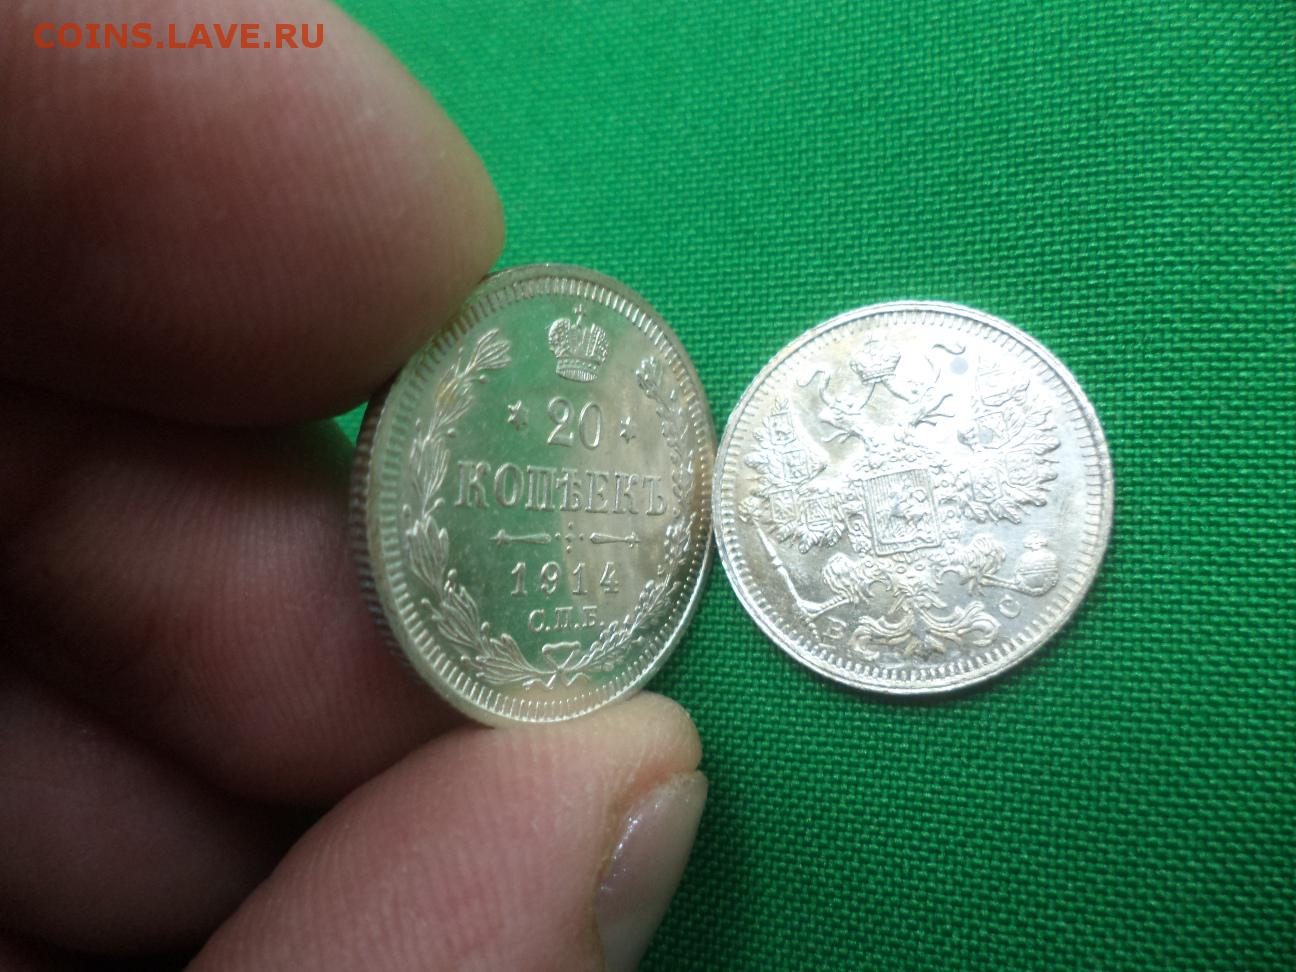 COINS.LAVE.RU
20
КОПѢЕКЪ
1914
С.П.Б.
В С